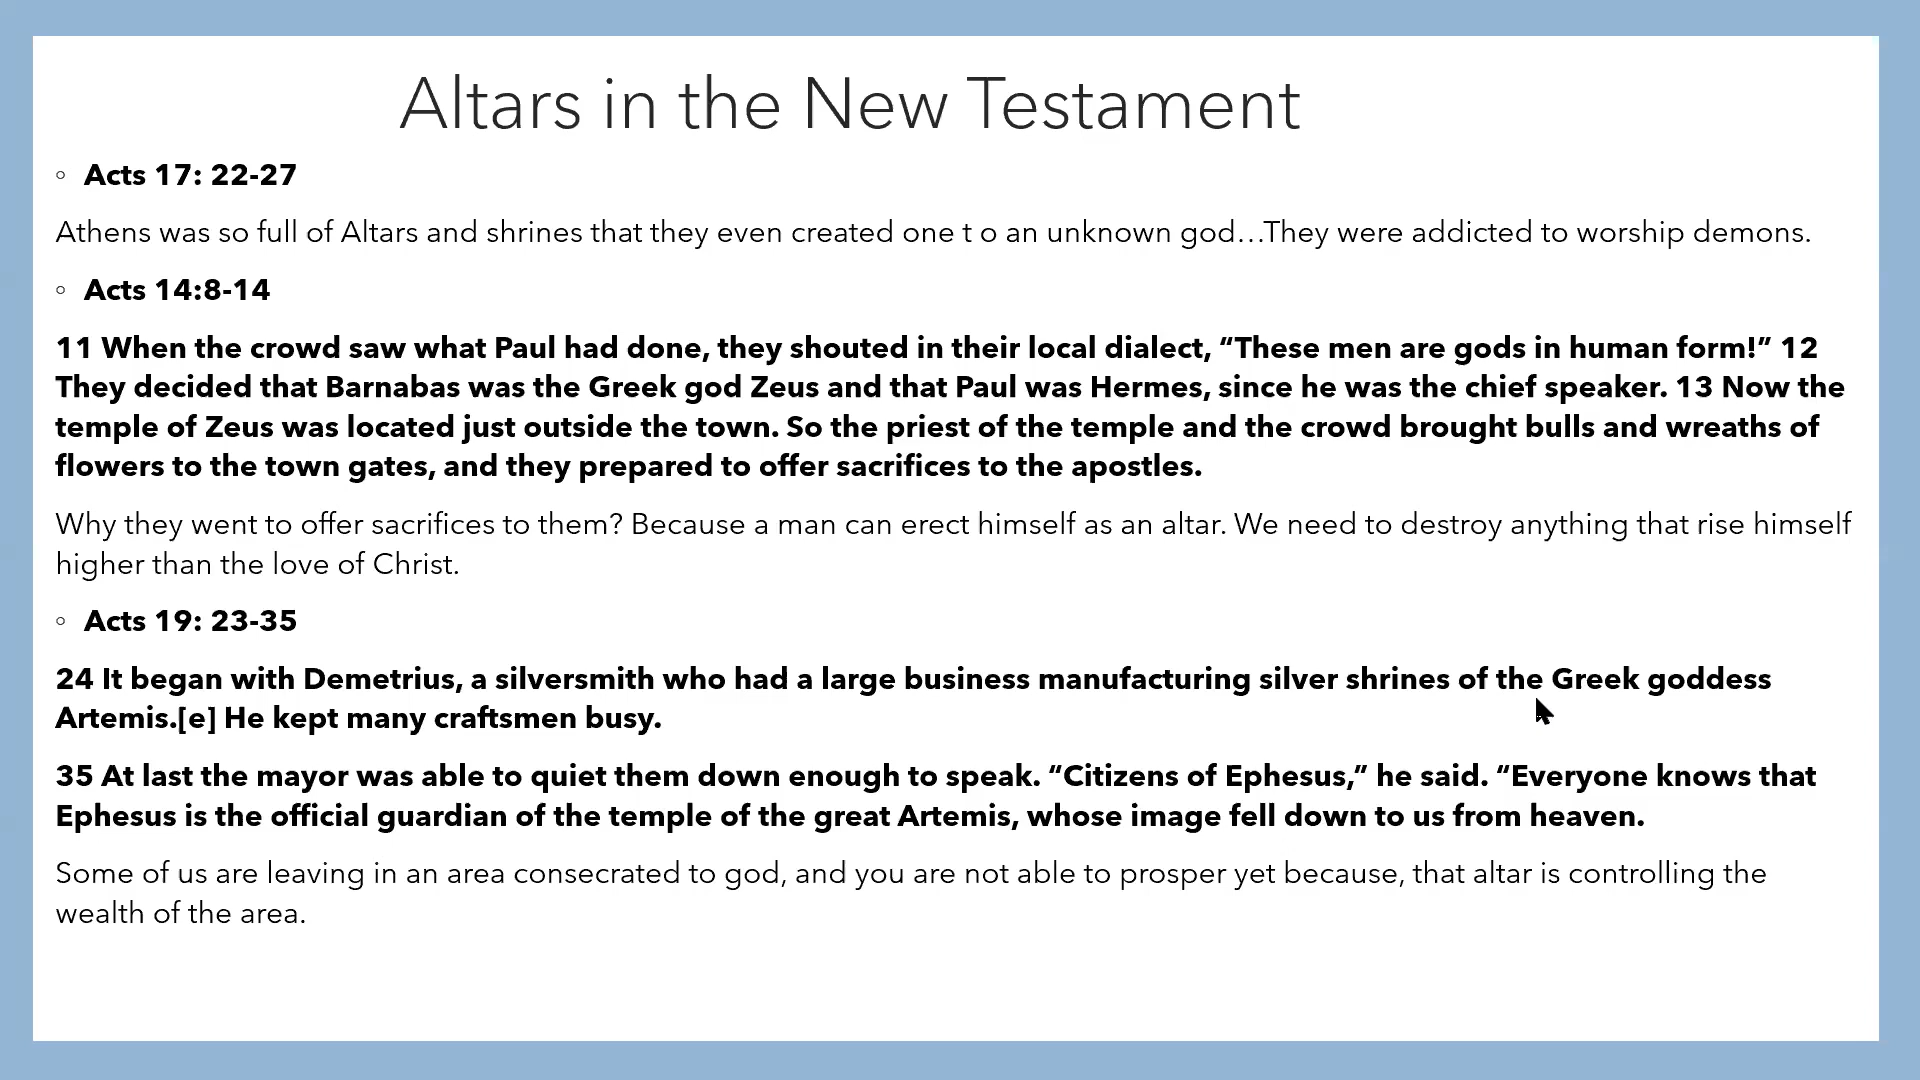 Altars in the New Testament
◦ Acts 17: 22-27
Athens was so full of Altars and shrines that they even created one t o an unknown god…They were addicted to worship demons.
◦ Acts 14:8-14
11 When the crowd saw what Paul had done, they shouted in their local dialect, “These men are gods in human form!” 12
They decided that Barnabas was the Greek god Zeus and that Paul was Hermes, since he was the chief speaker. 13 Now the
temple of Zeus was located just outside the town. So the priest of the temple and the crowd brought bulls and wreaths of
flowers to the town gates, and they prepared to offer sacrifices to the apostles.
Why they went to offer sacrifices to them? Because a man can erect himself as an altar. We need to destroy anything that rise himself
higher than the love of Christ.
◦ Acts 19: 23-35
24 It began with Demetrius, a silversmith who had a large business manufacturing silver shrines of the Greek goddess
Artemis.[e] He kept many craftsmen busy.
35 At last the mayor was able to quiet them down enough to speak. “Citizens of Ephesus,” he said. “Everyone knows that
Ephesus is the official guardian of the temple of the great Artemis, whose image fell down to us from heaven.
Some of us are leaving in an area consecrated to god, and you are not able to prosper yet because, that altar is controlling the
wealth of the area.